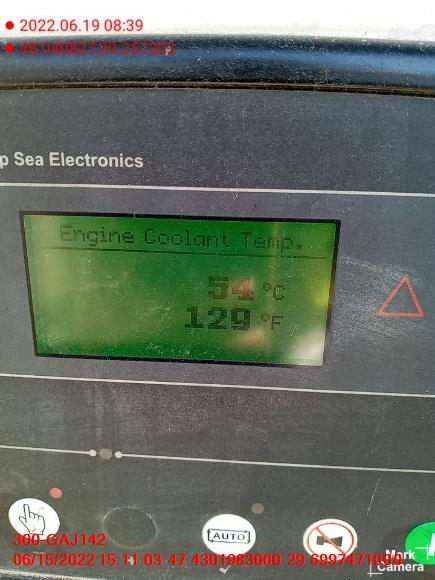 2022.06.19 08:39
p Sea Electronics
Engine Coolant Temp.
54 °C
129 °F
AUTO
300-GAJ142
Mark
06/15/2022 15 11 03 47 4301983000 29 6997471000
Camera